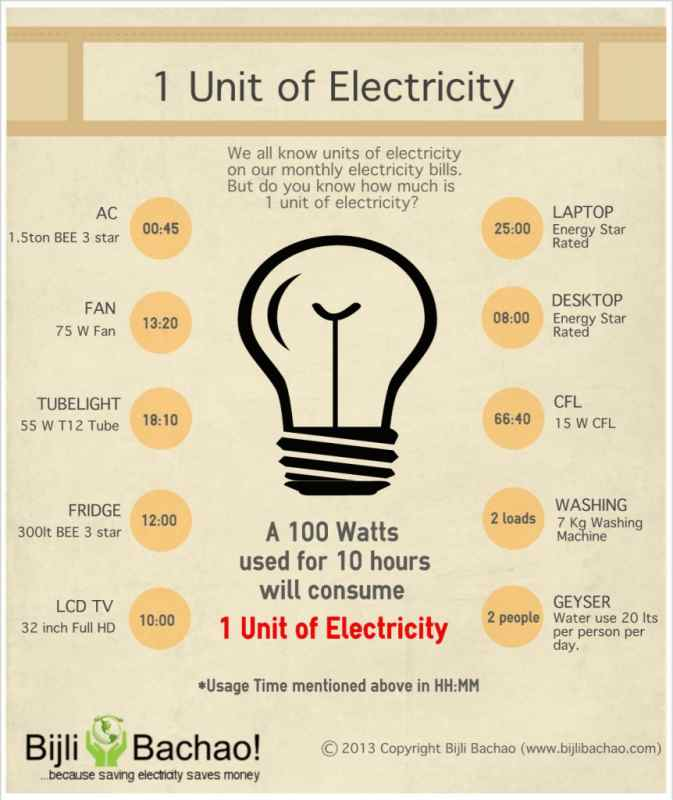 1 Unit of Electricity
We all know units of electricity
on our monthly electricity bills.
But do you know how much is
1 unit of electricity?
AC
1.5ton BEE 3 star
00:45
FAN
75 W Fan
13:20
TUBELIGHT
55 W T12 Tube
18:10
FRIDGE
300lt BEE 3 star
12:00
LCD TV
32 inch Full HD
10:00
25:00
LAPTOP
Energy Star
Rated
08:00
DESKTOP
Energy Star
Rated
66:40
CFL
15 W CFL
2 loads
WASHING
7 Kg Washing
Machine
2 people
GEYSER
Water use 20 lts
per person per
day.
A 100 Watts
used for 10 hours
will consume
1 Unit of Electricity
*Usage Time mentioned above in HH:MM
Bijli Bachao!
...because saving electricity saves money
© 2013 Copyright Bijli Bachao (www.bijlibachao.com)